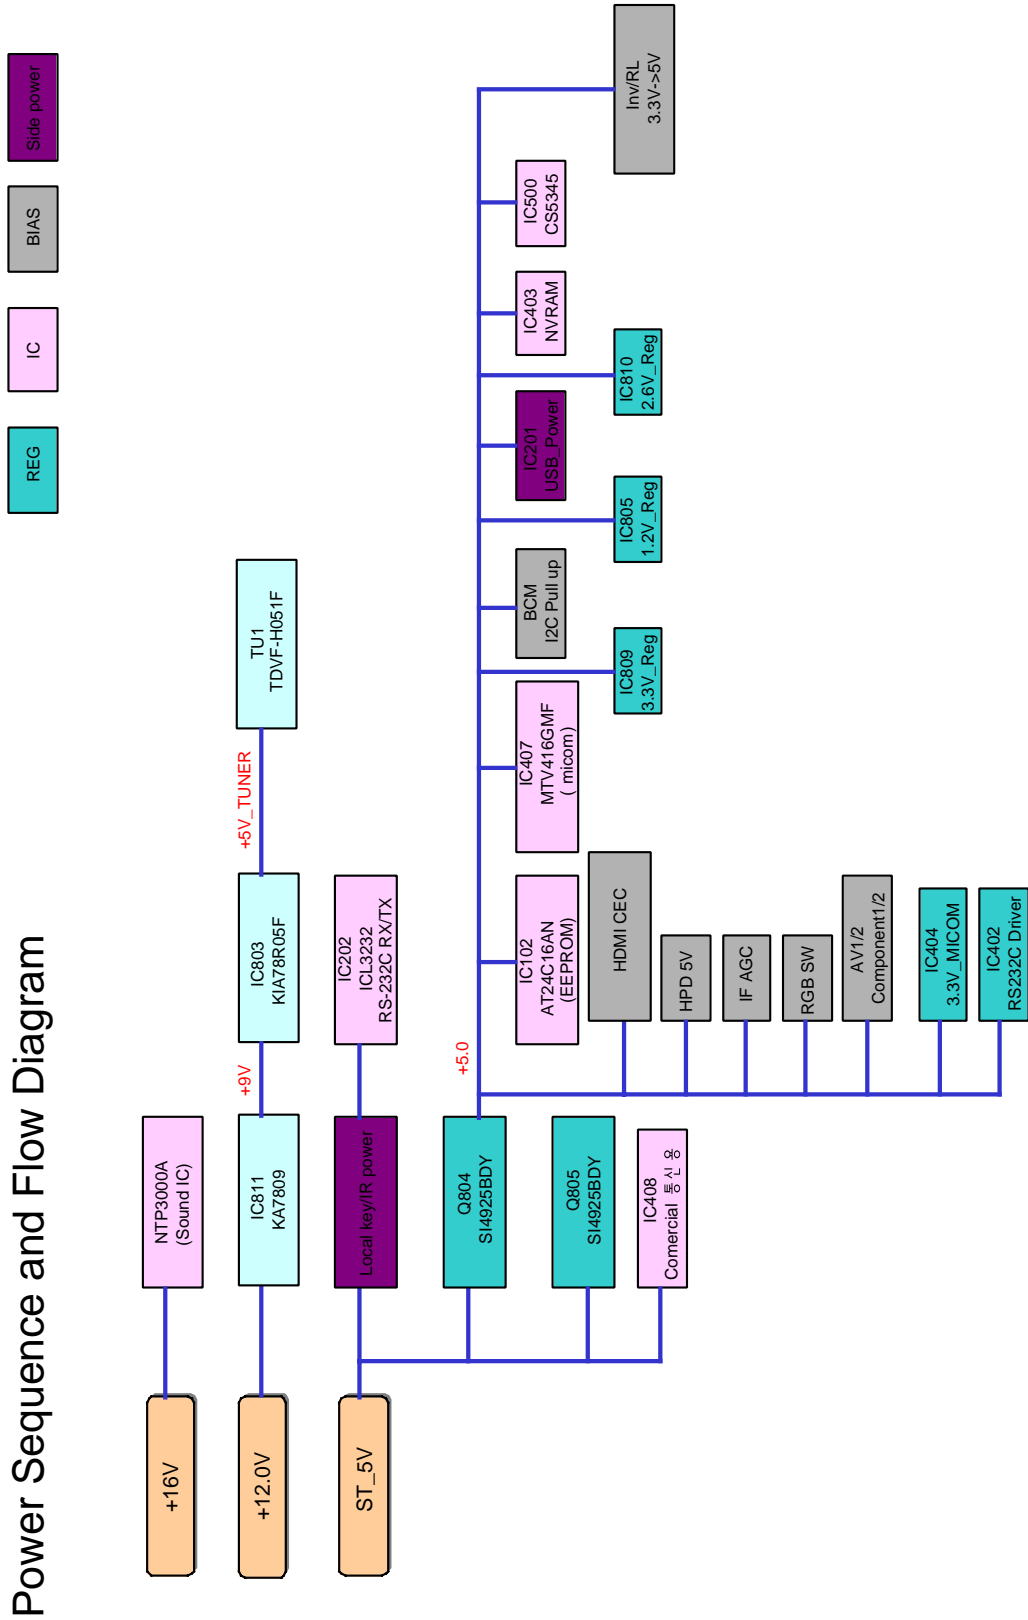 Power Sequence and Flow Diagram
REG
IC
BIAS
Side power
+16V
NTP3000A
(Sound IC)
+12.0V
IC811
KA7809
+9V
IC803
KIA78R05F
+5V_TUNER
TU1
TDVF-H051F
ST_5V
Local key/IR power
IC202
ICL3232
RS-232C RX/TX
Q804
SI4925BDY
+5.0
Q805
SI4925BDY
IC408
Comercial 통신용
IC102
AT24C16AN
(EEPROM)
IC407
MTV416GMF
( micom)
BCM
I2C Pull up
IC201
USB_Power
IC403
NVRAM
IC500
CS5345
IC809
3.3V_Reg
IC805
1.2V_Reg
IC810
2.6V_Reg
Inv/RL
3.3V->5V
HDMI CEC
HPD 5V
IF AGC
RGB SW
AV1/2
Component1/2
IC404
3.3V_MICOM
IC402
RS232C Driver